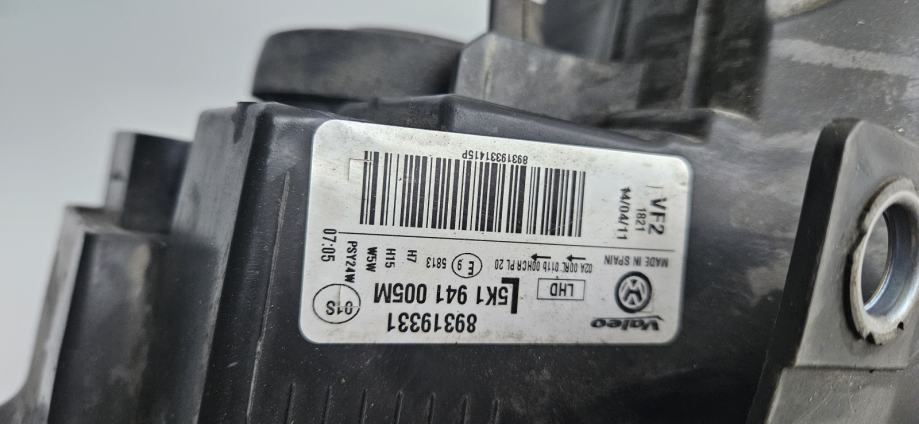 Valeo
89319331
L 5K1 941 005M
LHD
01S
MADE IN SPAIN
02A 00RL 01b 00HCR PL 20
E 9 5813
H7
H15
W5W
PSY24W
07:05
VF2
1821
14/04/11
89319331415P